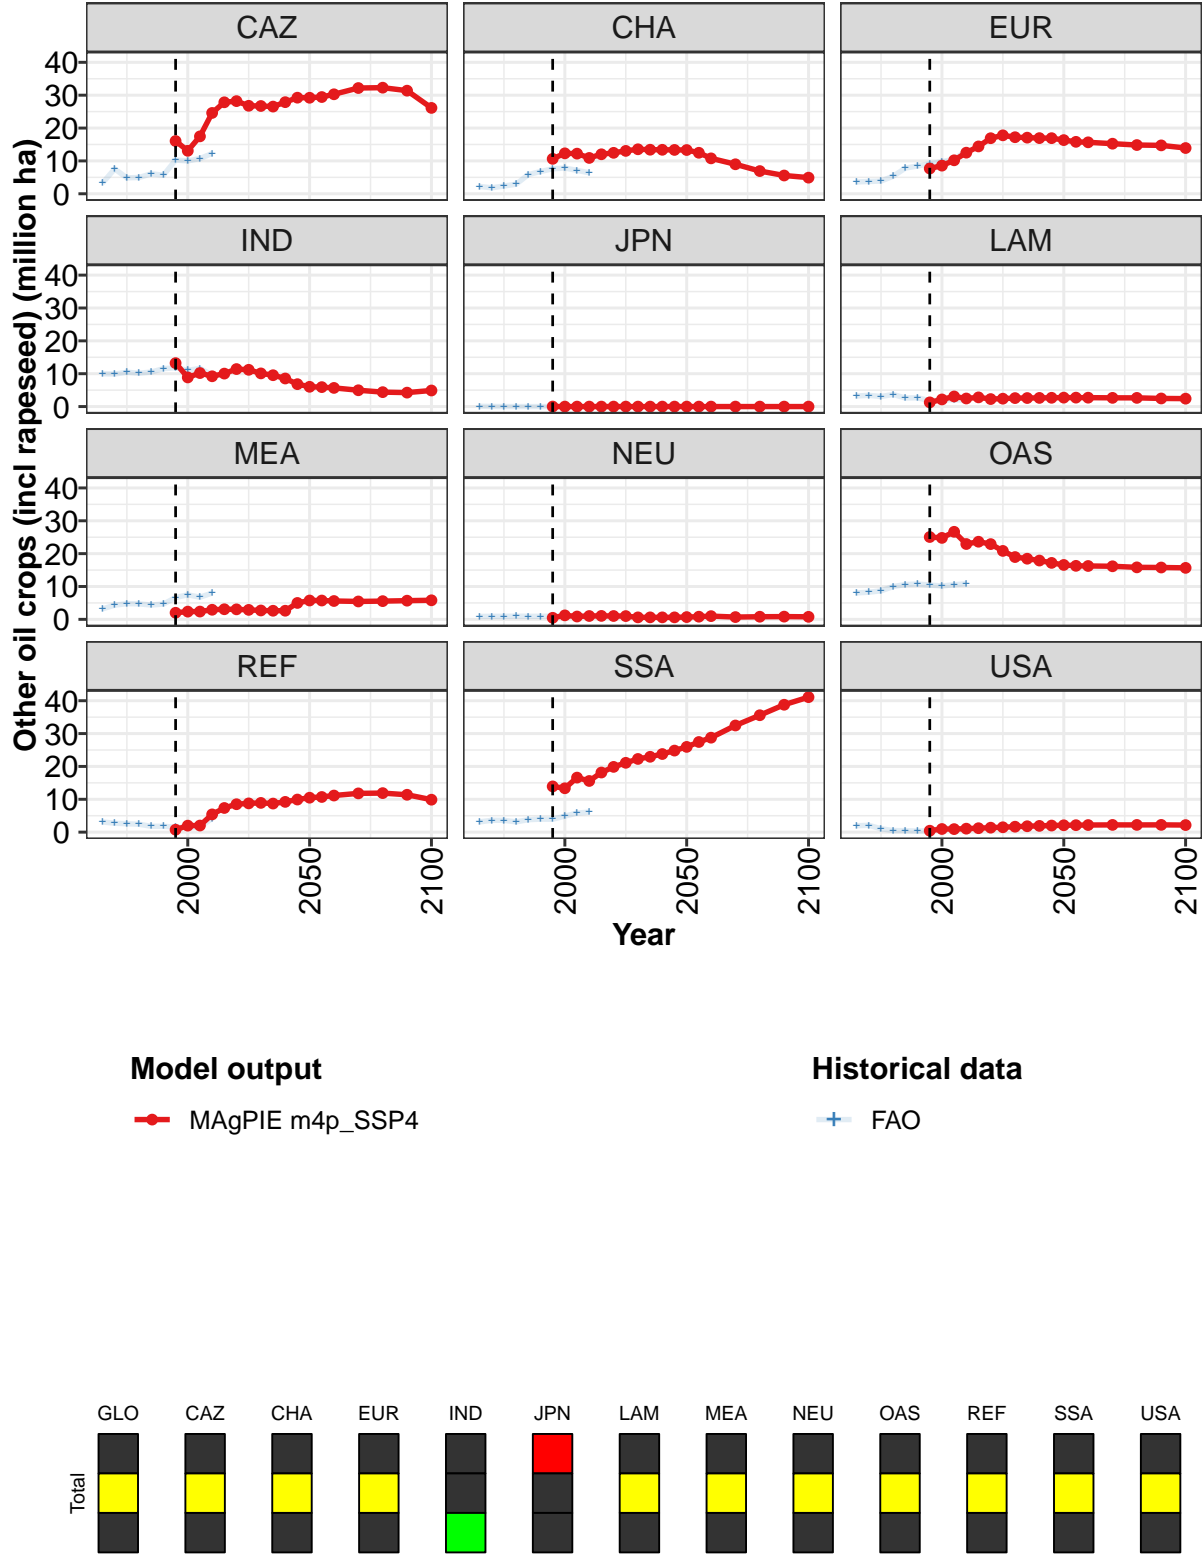 CAZ CHA EUR
40
30
20
10
0
IND JPN LAM
40
30
20
10
0
MEA NEU OAS
40
30
20
10
0
REF SSA USA
40
30
20
10
0
Other oil crops (incl rapeseed) (million ha)
2000 2050 2100 2000 2050 2100 2000 2050 2100
Year
Model output Historical data
MAgPIE m4p_SSP4 FAO
GLO CAZ CHA EUR IND JPN LAM MEA NEU OAS REF SSA USA
Total